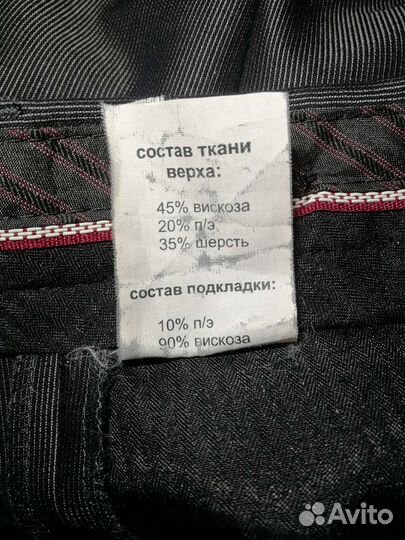 состав ткани
верха:
45% вискоза
20% п/э
35% шерсть
состав подкладки:
10% п/э
90% вискоза
Avito